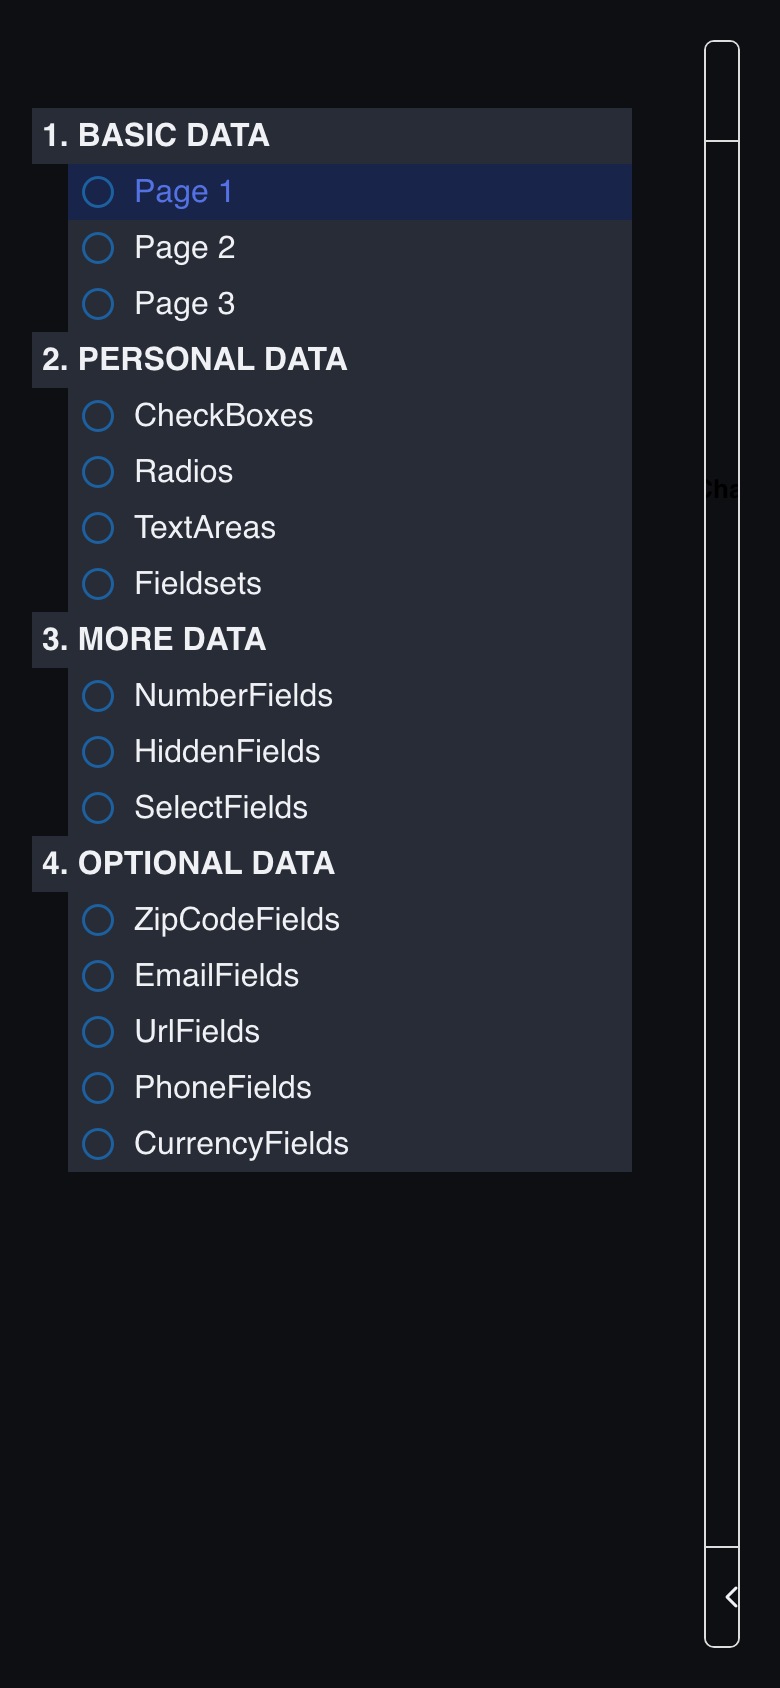 1. BASIC DATA
Page 1
Page 2
Page 3
2. PERSONAL DATA
CheckBoxes
Radios
TextAreas
Fieldsets
3. MORE DATA
NumberFields
HiddenFields
SelectFields
4. OPTIONAL DATA
ZipCodeFields
EmailFields
UrlFields
PhoneFields
CurrencyFields